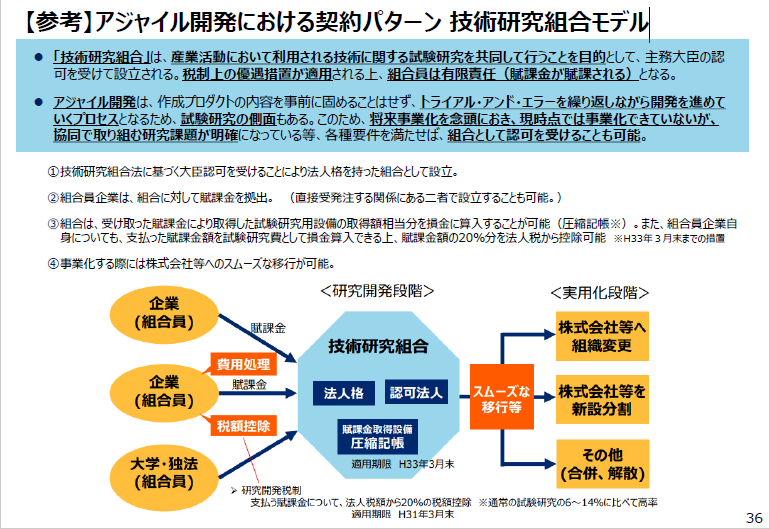 【参考】アジャイル開発における契約パターン 技術研究組合モデル
● 「技術研究組合」は、産業活動において利用される技術に関する試験研究を共同して行うことを目的として、主務大臣の認
可を受けて設立される。税制上の優遇措置が適用される上、組合員は有限責任（賦課金が賦課される）となる。
● アジャイル開発は、作成プロダクトの内容を事前に固めることはせず、トライアル・アンド・エラーを繰り返しながら開発を進めて
いくプロセスとなるため、試験研究の側面もある。このため、将来事業化を念頭におき、現時点では事業化できていないが、
協同で取り組む研究課題が明確になっている等、各種要件を満たせば、組合として認可を受けることも可能。
①技術研究組合法に基づく大臣認可を受けることにより法人格を持った組合として設立。
②組合員企業は、組合に対して賦課金を拠出。（直接受発注する関係にある二者で設立することも可能。）
③組合は、受け取った賦課金により取得した試験研究用設備の取得額相当分を損金に算入することが可能（圧縮記帳※）。また、組合員企業自
身についても、支払った賦課金額を試験研究費として損金算入できる上、賦課金額の20%分を法人税から控除可能 ※H33年３月末までの措置
④事業化する際には株式会社等へのスムーズな移行が可能。
＜研究開発段階＞
＜実用化段階＞
企業
(組合員)
賦課金
費用処理
企業
(組合員)
賦課金
税額控除
大学・独法
(組合員)
技術研究組合
法人格
認可法人
賦課金取得設備
圧縮記帳
適用期限 H33年3月末
スムーズな
移行等
株式会社等へ
組織変更
株式会社等を
新設分割
その他
(合併、解散)
➢ 研究開発税制
支払う賦課金について、法人税額から20%の税額控除 ※通常の試験研究の6～14%に比べて高率
適用期限 H31年3月末
36